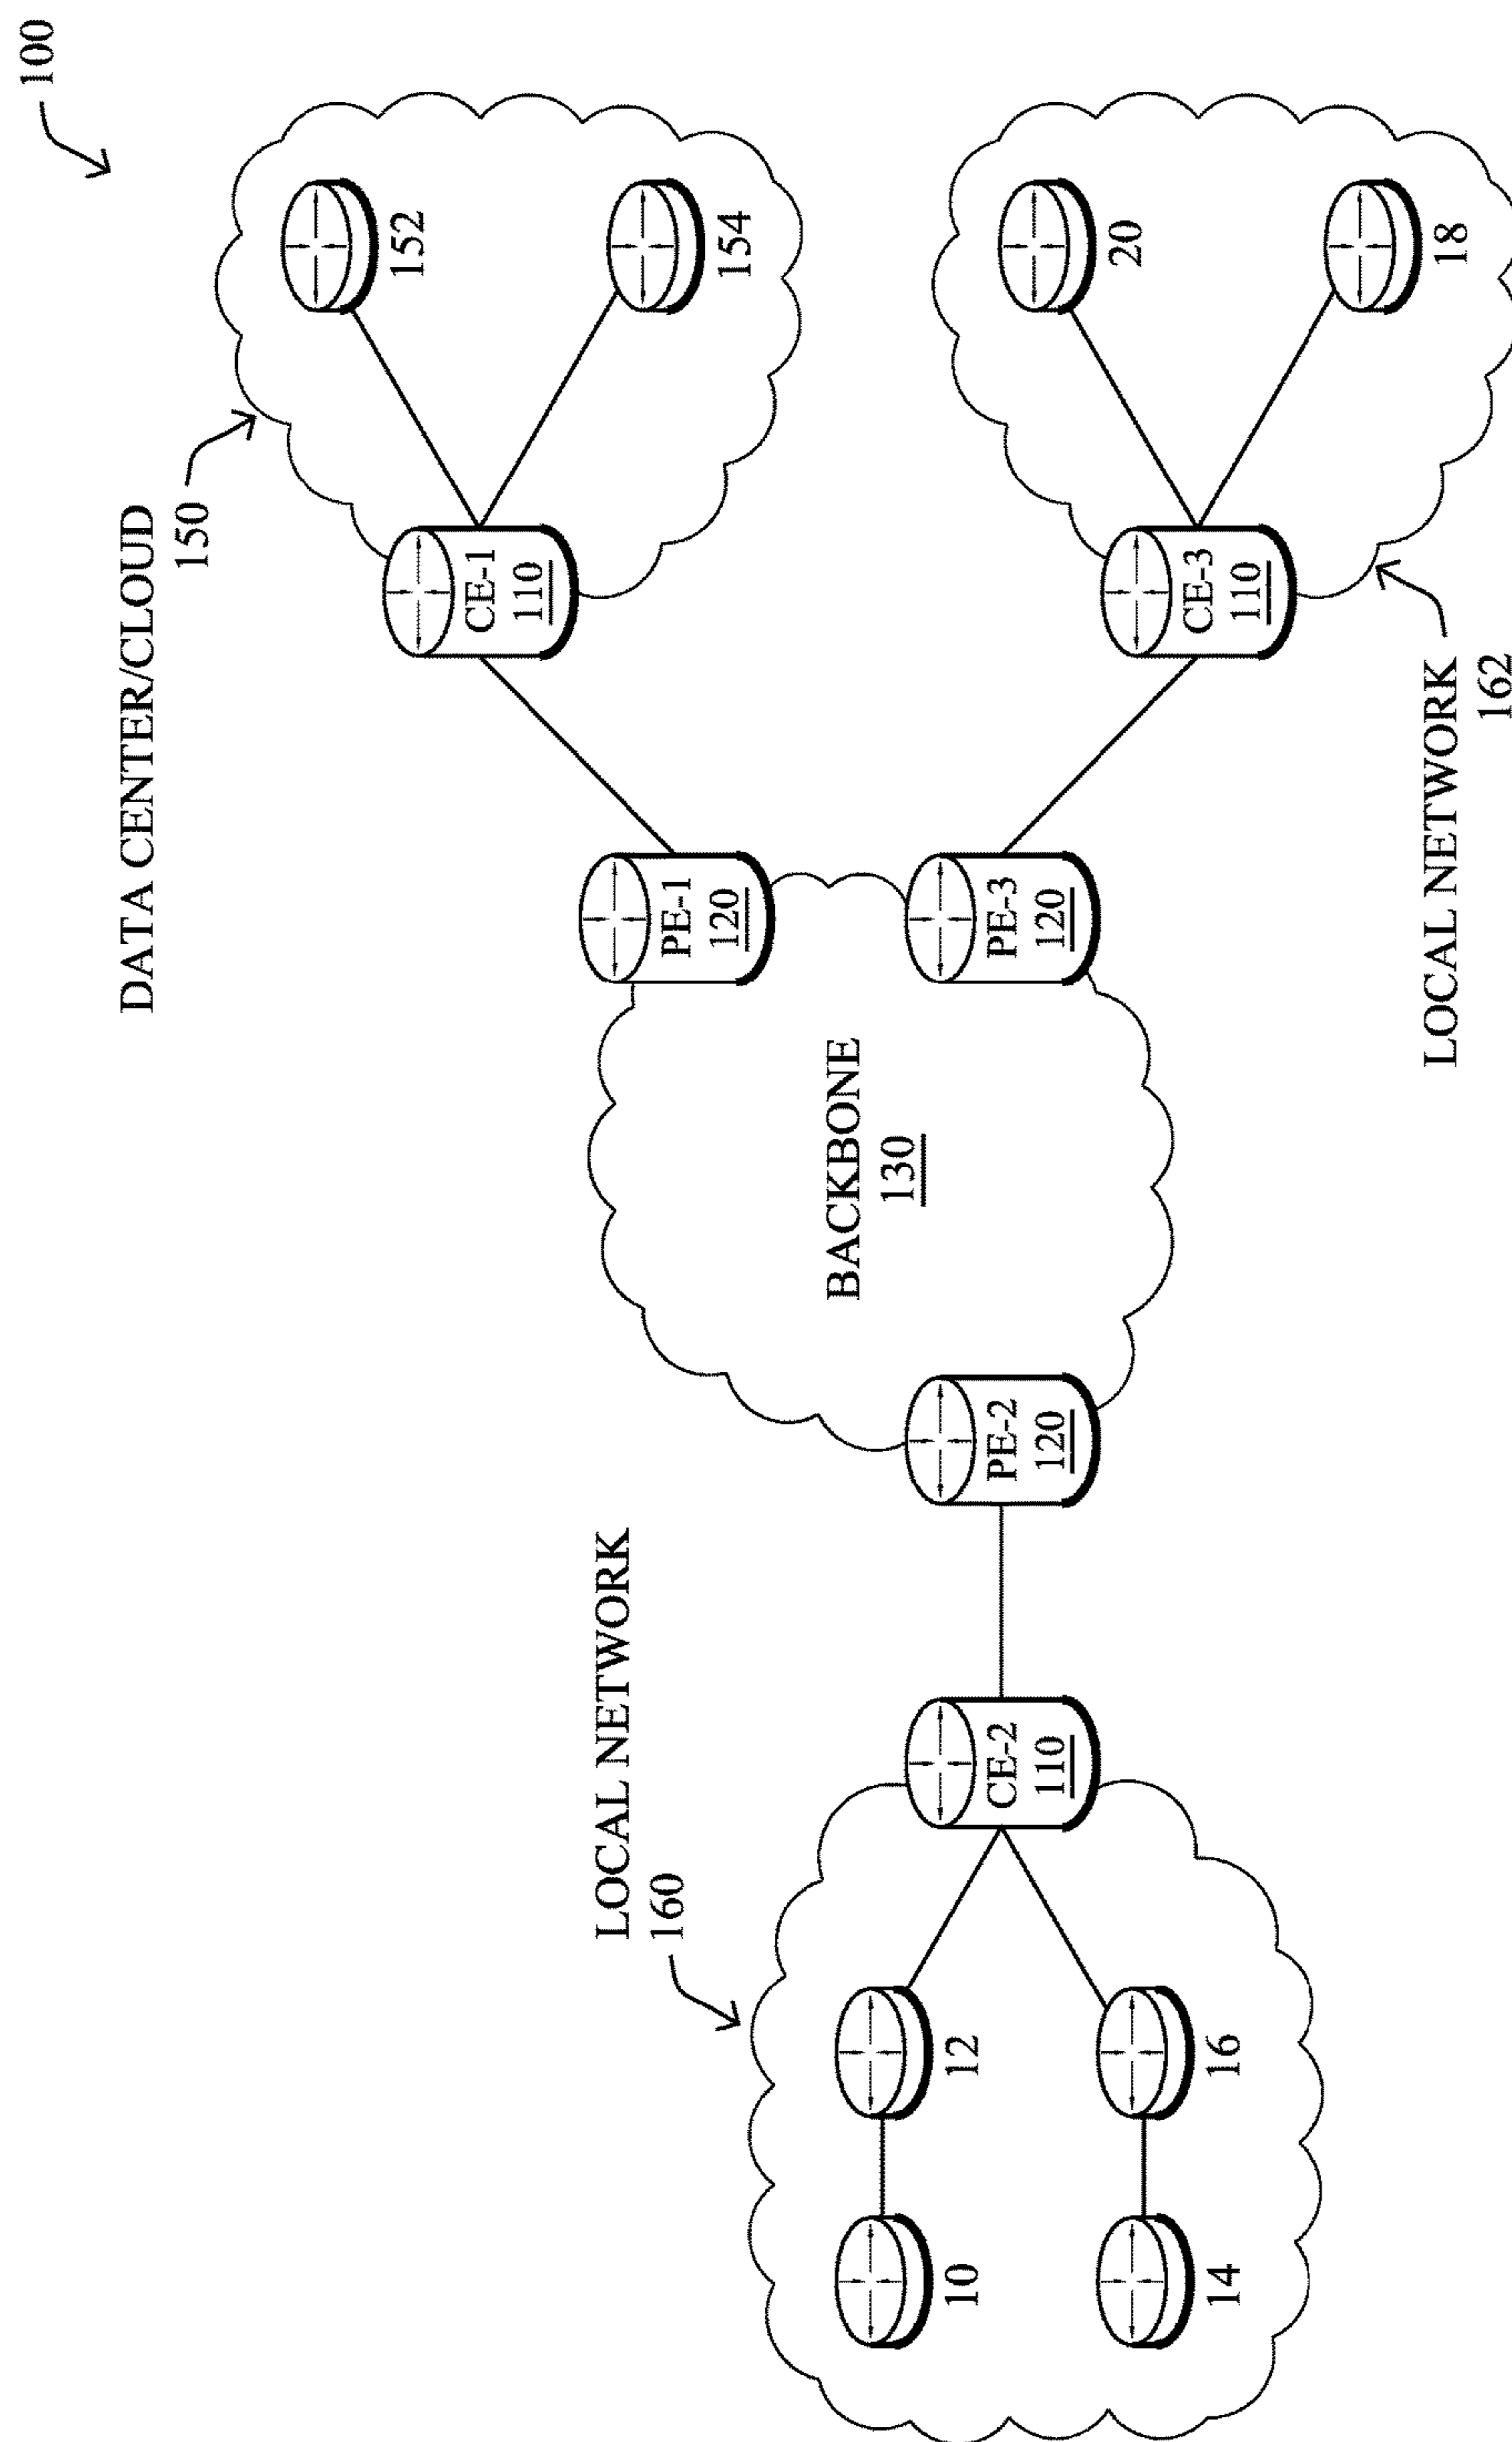 100
DATA CENTER/CLOUD
150
152
154
CE-1
110
PE-1
120
BACKBONE
130
PE-3
120
CE-3
110
20
18
LOCAL NETWORK
162
PE-2
120
LOCAL NETWORK
160
CE-2
110
12
10
16
14